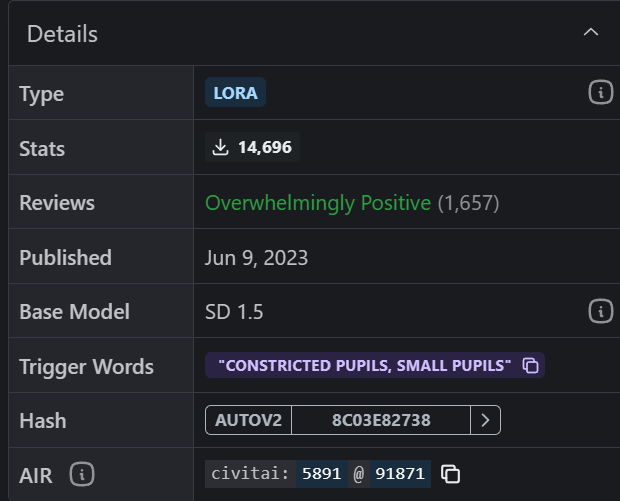 Details
Type LORA
Stats 14,696
Reviews Overwhelmingly Positive (1,657)
Published Jun 9, 2023
Base Model SD 1.5
Trigger Words "CONSTRICTED PUPILS, SMALL PUPILS"
Hash AUTOV2 8C03E82738
AIR civitai: 5891 @ 91871